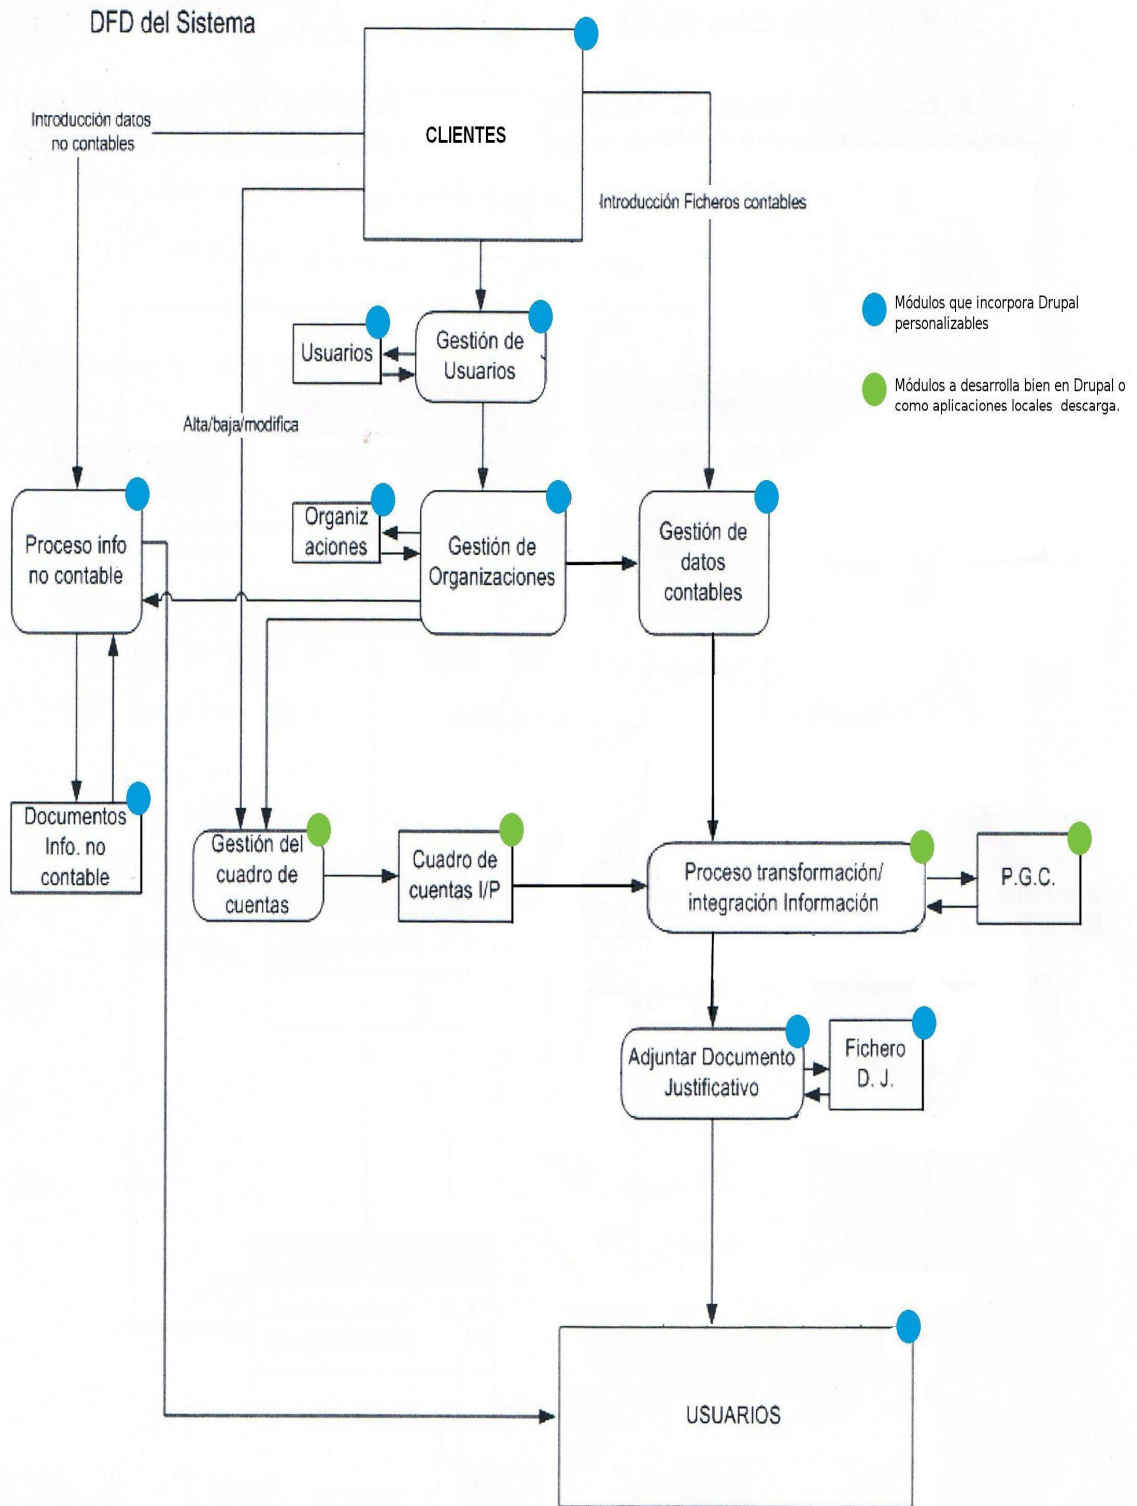 DFD del Sistema
CLIENTES
Introducción datos
no contables
Introducción Ficheros contables
Módulos que incorpora Drupal
personalizables
Usuarios
Gestión de
Usuarios
Módulos a desarrolla bien en Drupal o
como aplicaciones locales descarga.
Alta/baja/modifica
Proceso info
no contable
Organiz
aciones
Gestión de
Organizaciones
Gestión de
datos
contables
Documentos
Info. no
contable
Gestión del
cuadro de
cuentas
Cuadro de
cuentas I/P
Proceso transformación/
integración Información
P.G.C.
Adjuntar Documento
Justificativo
Fichero
D. J.
USUARIOS